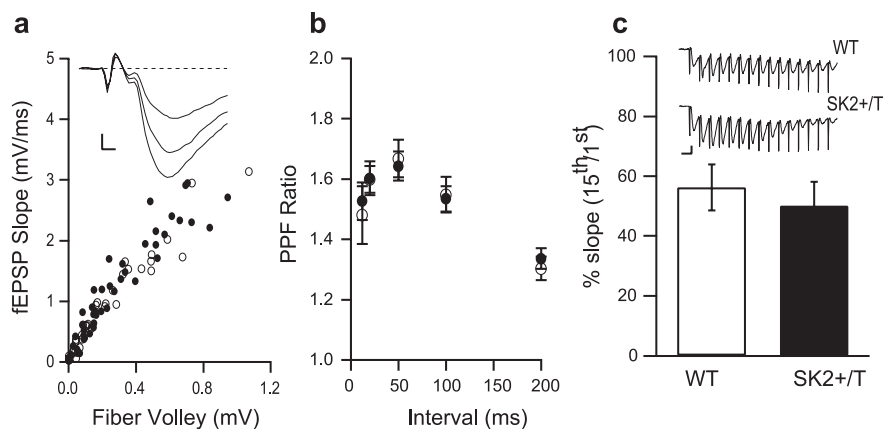 a
fEPSP Slope (mV/ms)
5
4
3
2
1
0
0.0
0.4
0.8
1.2
Fiber Volley (mV)
b
PPF Ratio
2.0
1.8
1.6
1.4
1.2
1.0
0
50
100
150
200
Interval (ms)
c
% slope (15th/1st)
100
80
60
40
20
0
WT
SK2+/T
WT
SK2+/T